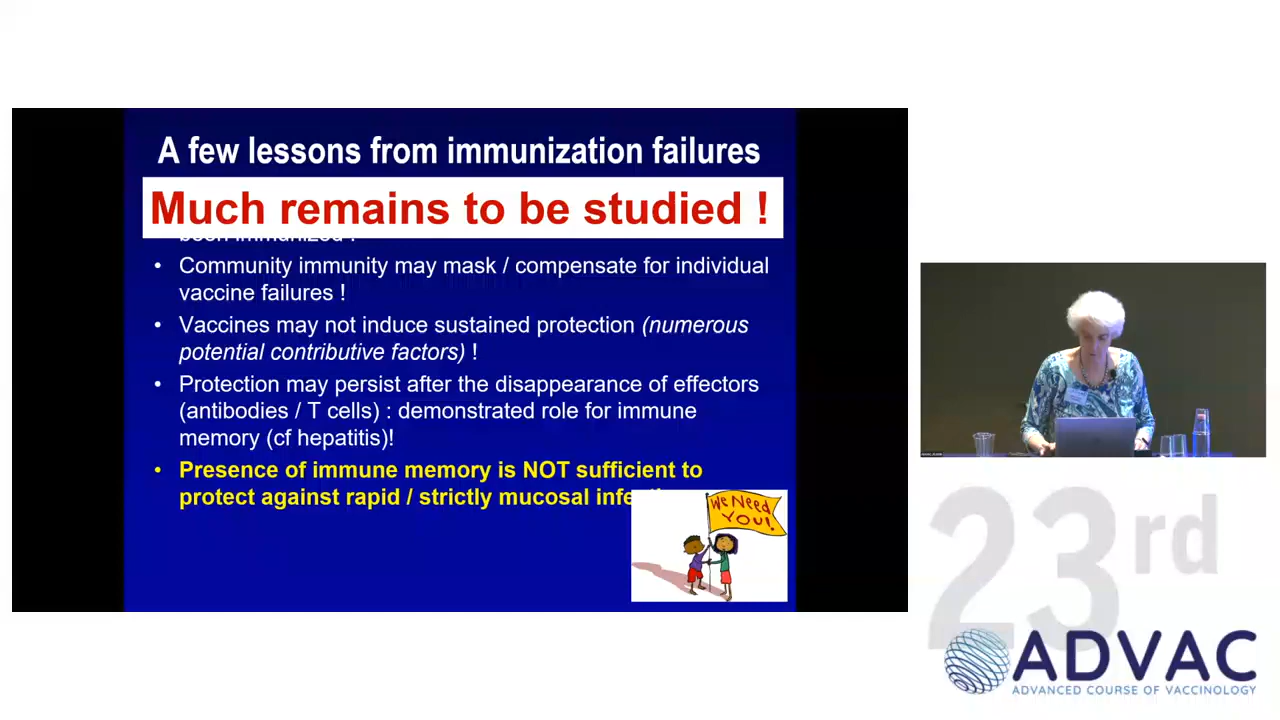 A few lessons from immunization failures
Much remains to be studied !
been immunized !
• Community immunity may mask / compensate for individual
vaccine failures !
• Vaccines may not induce sustained protection (numerous
potential contributive factors) !
• Protection may persist after the disappearance of effectors
(antibodies / T cells) : demonstrated role for immune
memory (cf hepatitis)!
• Presence of immune memory is NOT sufficient to
protect against rapid / strictly mucosal
We Need
You!
23rd
ADVAC
ADVANCED COURSE OF VACCINOLOGY